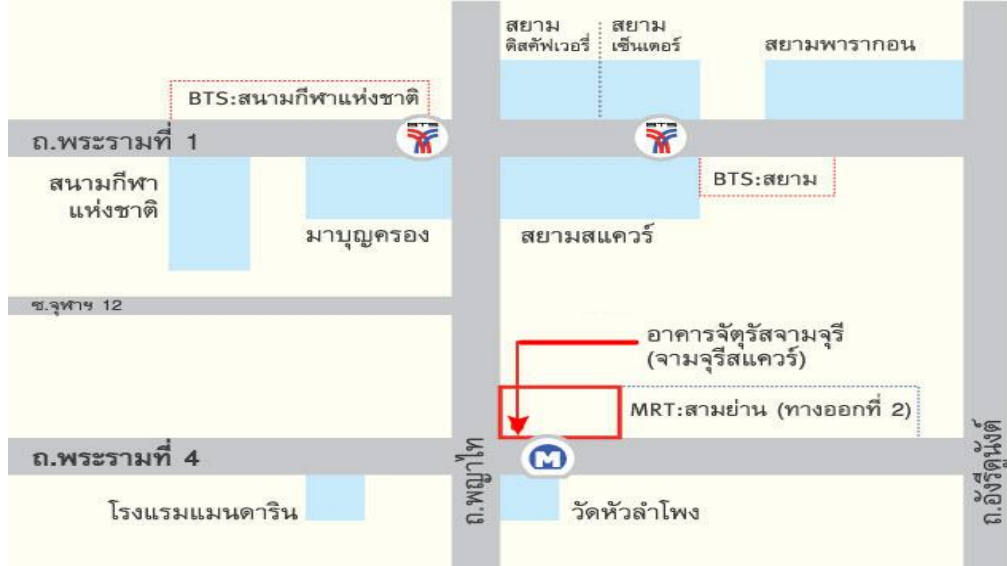 สยาม
ดิสคัฟเวอรี่
สยาม
เซ็นเตอร์
สยามพารากอน
BTS:สนามกีฬาแห่งชาติ
BTS
BTS
ถ.พระรามที่ 1
สนามกีฬา
แห่งชาติ
มาบุญครอง
สยามสแควร์
BTS:สยาม
ซ.จุฬาฯ 12
อาคารจัตุรัสจามจุรี
(จามจุรีสแควร์)
MRT:สามย่าน (ทางออกที่ 2)
ถ.พระรามที่ 4
M
ถ.พญาไท
ถ.อังรีดูนังต์
โรงแรมแมนดาริน
วัดหัวลำโพง